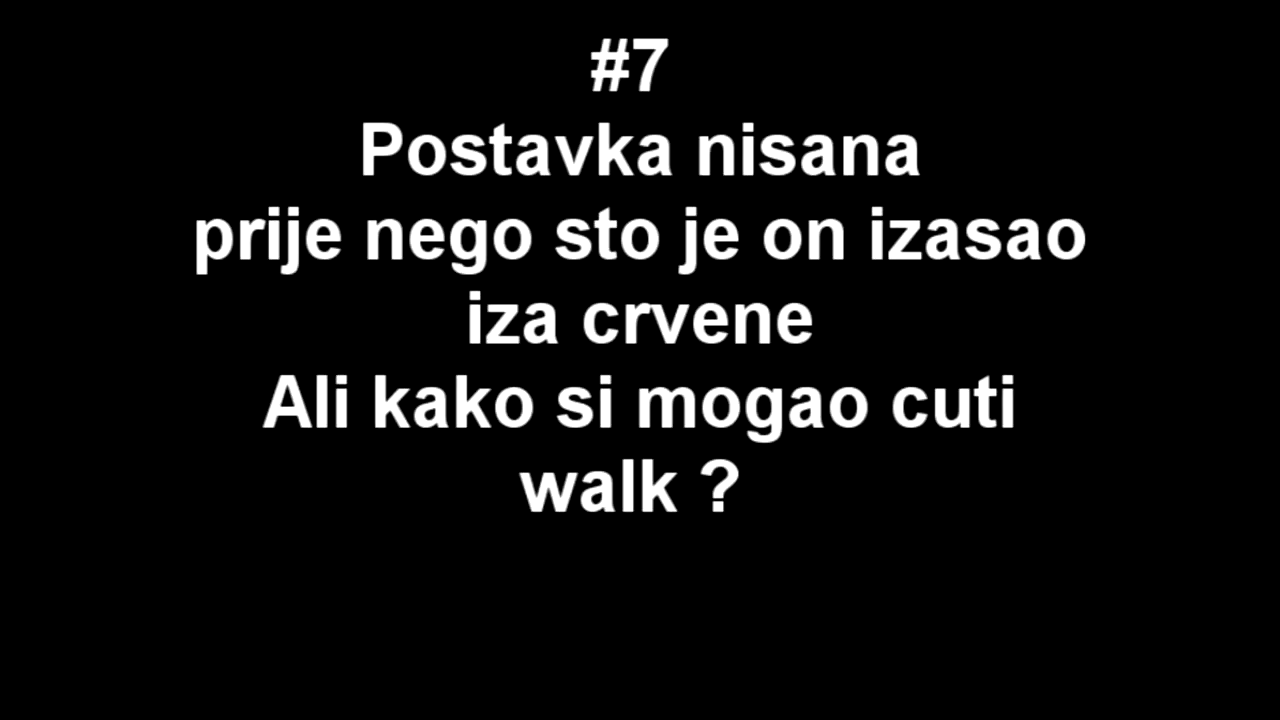 #7
Postavka nisana
prije nego sto je on izasao
iza crvene
Ali kako si mogao cuti
walk ?